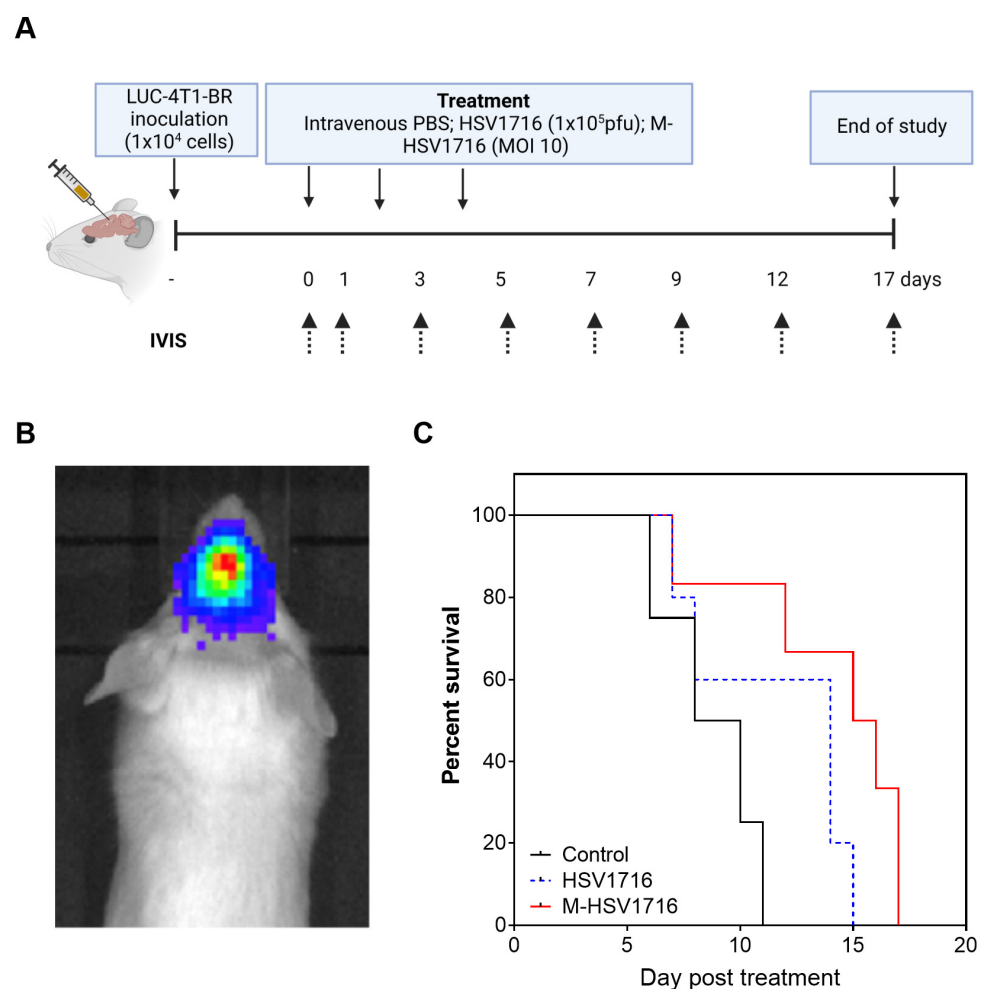 A
LUC-4T1-BR
inoculation
(1x10⁴ cells)
Treatment
Intravenous PBS; HSV1716 (1x10⁵pfu); M-
HSV1716 (MOI 10)
End of study
- 0 1 3 5 7 9 12 17 days
IVIS
B
C
Percent survival
100
80
60
40
20
0
Control
HSV1716
M-HSV1716
0 5 10 15 20
Day post treatment